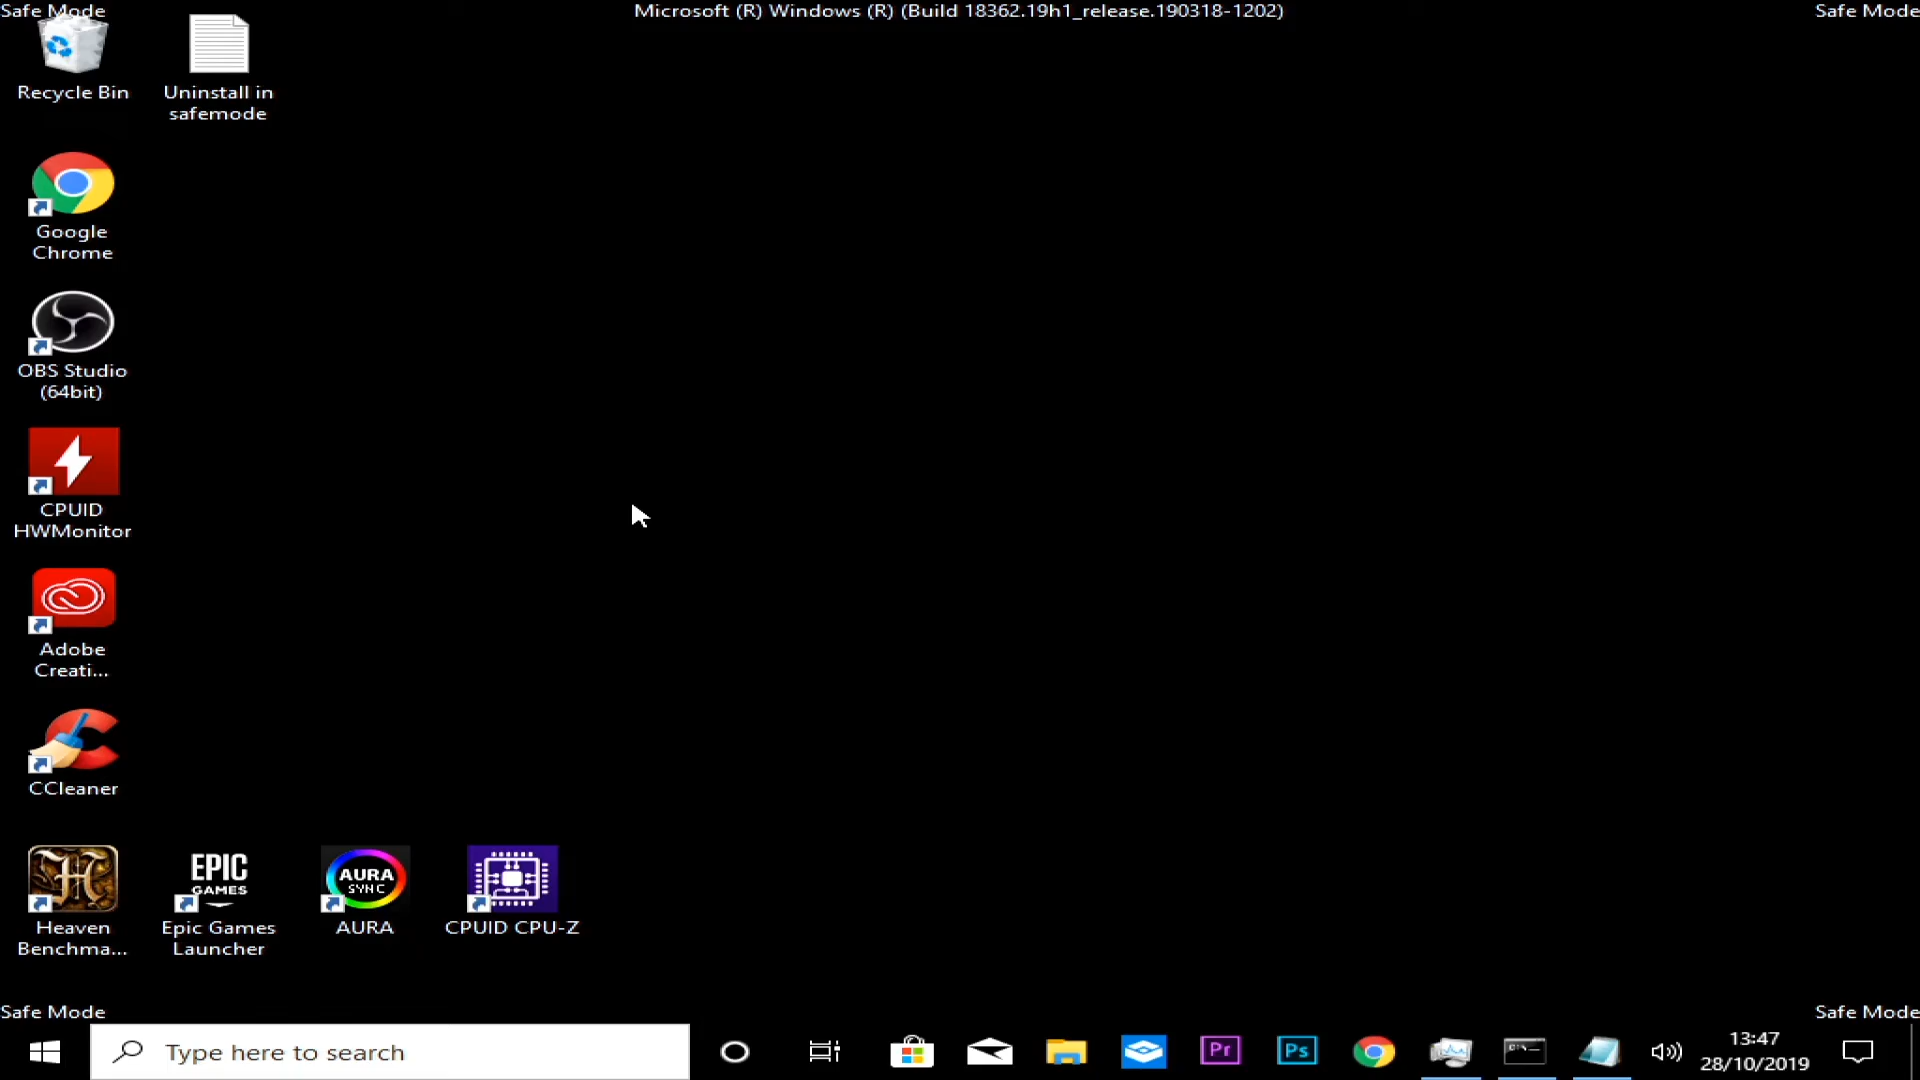 Safe Mode
Microsoft (R) Windows (R) (Build 18362.19h1_release.190318-1202)
Safe Mode
Recycle Bin
Uninstall in
safemode
Google
Chrome
OBS Studio
(64bit)
CPUID
HWMonitor
Adobe
Creati...
CCleaner
H
Heaven
Benchma...
EPIC
GAMES
Epic Games
Launcher
AURA
SYNC
AURA
CPUID CPU-Z
Safe Mode
Safe Mode
Type here to search
Pr
Ps
13:47
28/10/2019